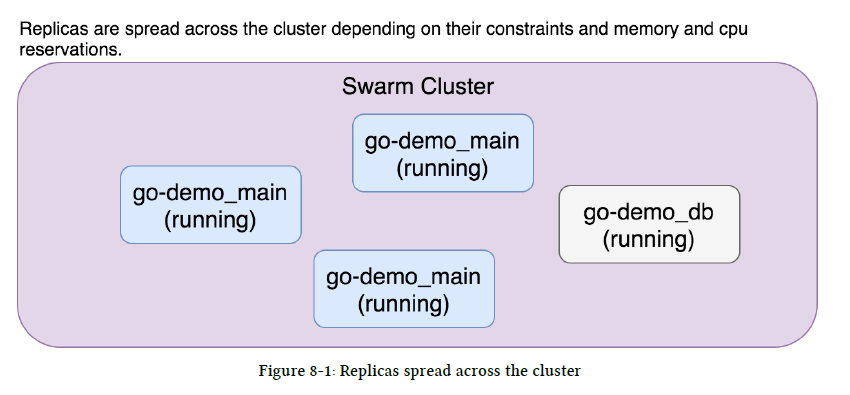 Replicas are spread across the cluster depending on their constraints and memory and cpu
reservations.
Swarm Cluster
go-demo_main
(running)
go-demo_main
(running)
go-demo_db
(running)
go-demo_main
(running)
Figure 8-1: Replicas spread across the cluster